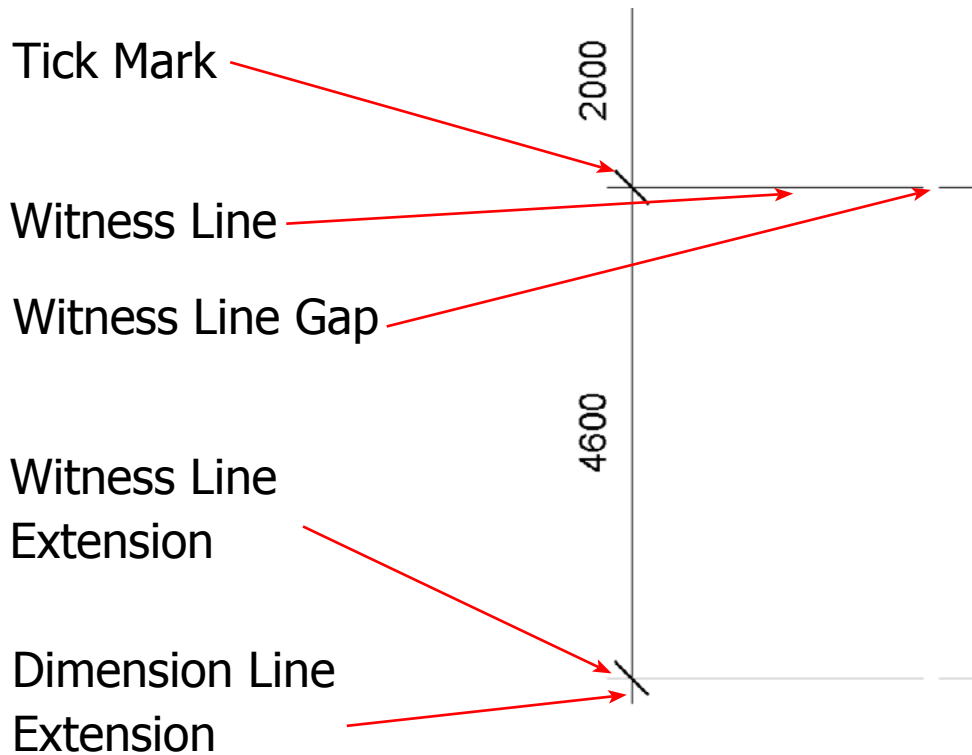 Tick Mark
2000
Witness Line
Witness Line Gap
4600
Witness Line
Extension
Dimension Line
Extension